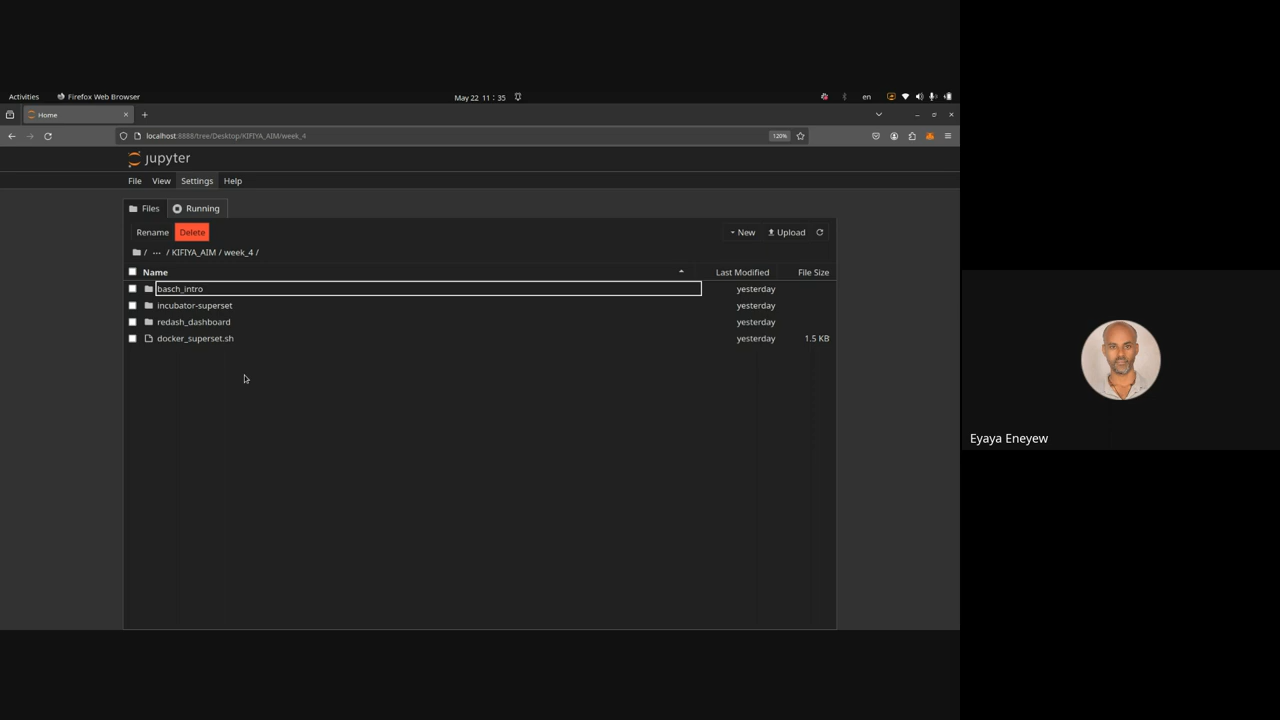 Activities Firefox Web Browser May 22 11 : 35 en
Home
localhost:8888/tree/Desktop/KIFIYA_AIM/week_4 120%
jupyter
File View Settings Help
Files Running
Rename Delete New Upload
/ ··· / KIFIYA_AIM / week_4 /
Name Last Modified File Size
basch_intro yesterday
incubator-superset yesterday
redash_dashboard yesterday
docker_superset.sh yesterday 1.5 KB
Eyaya Eneyew